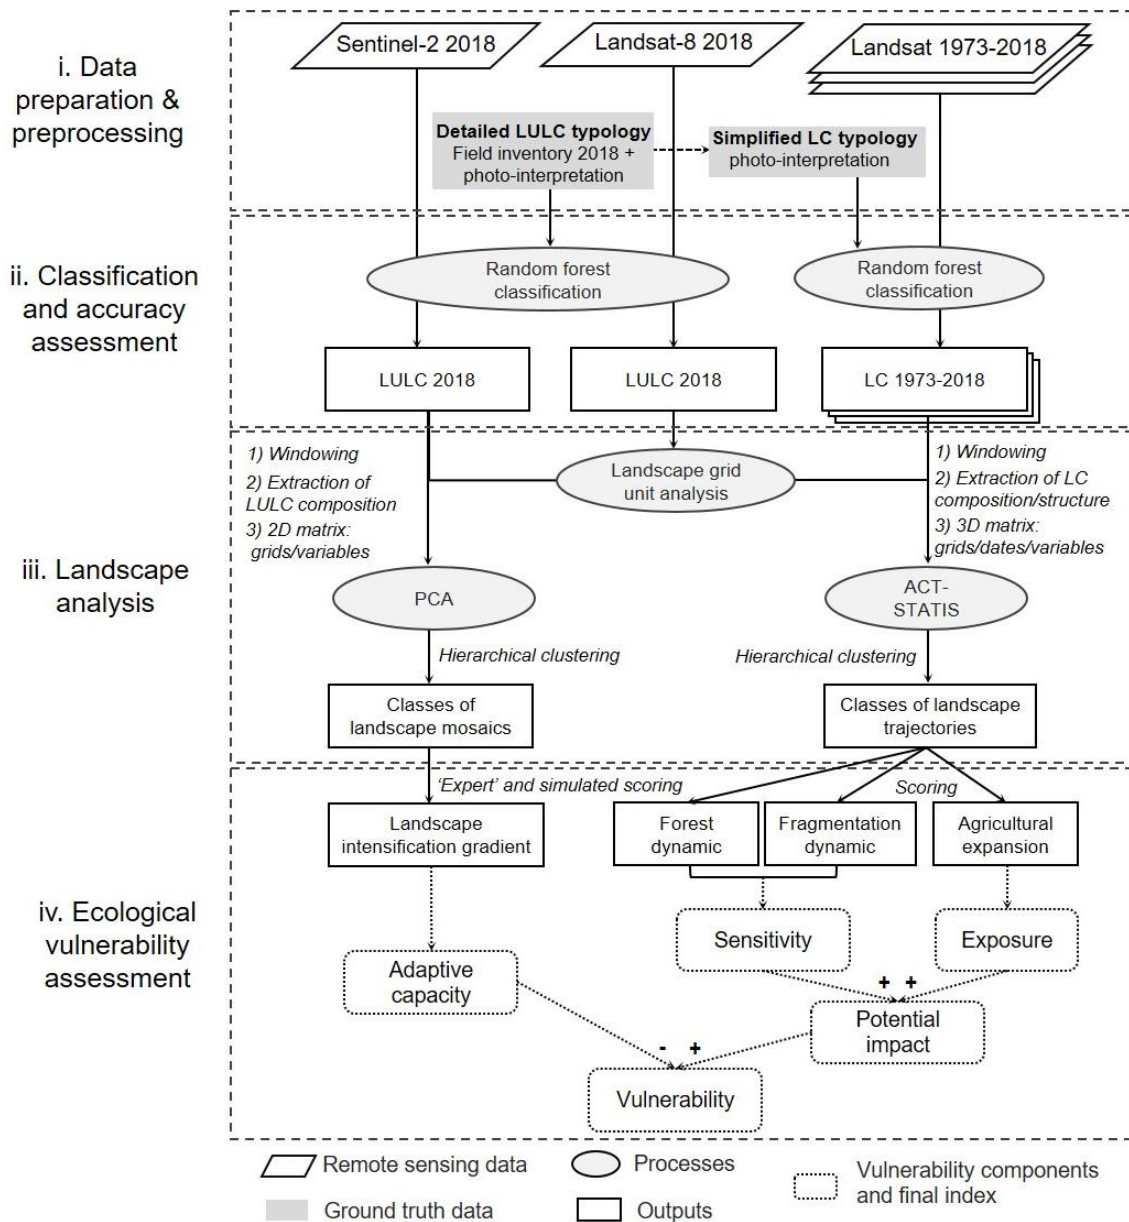 i. Data
preparation &
preprocessing
Sentinel-2 2018
Landsat-8 2018
Landsat 1973-2018
Detailed LULC typology
Field inventory 2018 +
photo-interpretation
Simplified LC typology
photo-interpretation
ii. Classification
and accuracy
assessment
Random forest
classification
Random forest
classification
LULC 2018
LULC 2018
LC 1973-2018
iii. Landscape
analysis
1) Windowing
2) Extraction of
LULC composition
3) 2D matrix:
grids/variables
Landscape grid
unit analysis
1) Windowing
2) Extraction of LC
composition/structure
3) 3D matrix:
grids/dates/variables
PCA
ACT-
STATIS
Hierarchical clustering
Hierarchical clustering
Classes of
landscape mosaics
Classes of landscape
trajectories
iv. Ecological
vulnerability
assessment
'Expert' and simulated scoring
Scoring
Landscape
intensification gradient
Forest
dynamic
Fragmentation
dynamic
Agricultural
expansion
Sensitivity
Exposure
Adaptive
capacity
+ +
Potential
impact
- +
Vulnerability
Remote sensing data
Processes
Vulnerability components
and final index
Ground truth data
Outputs